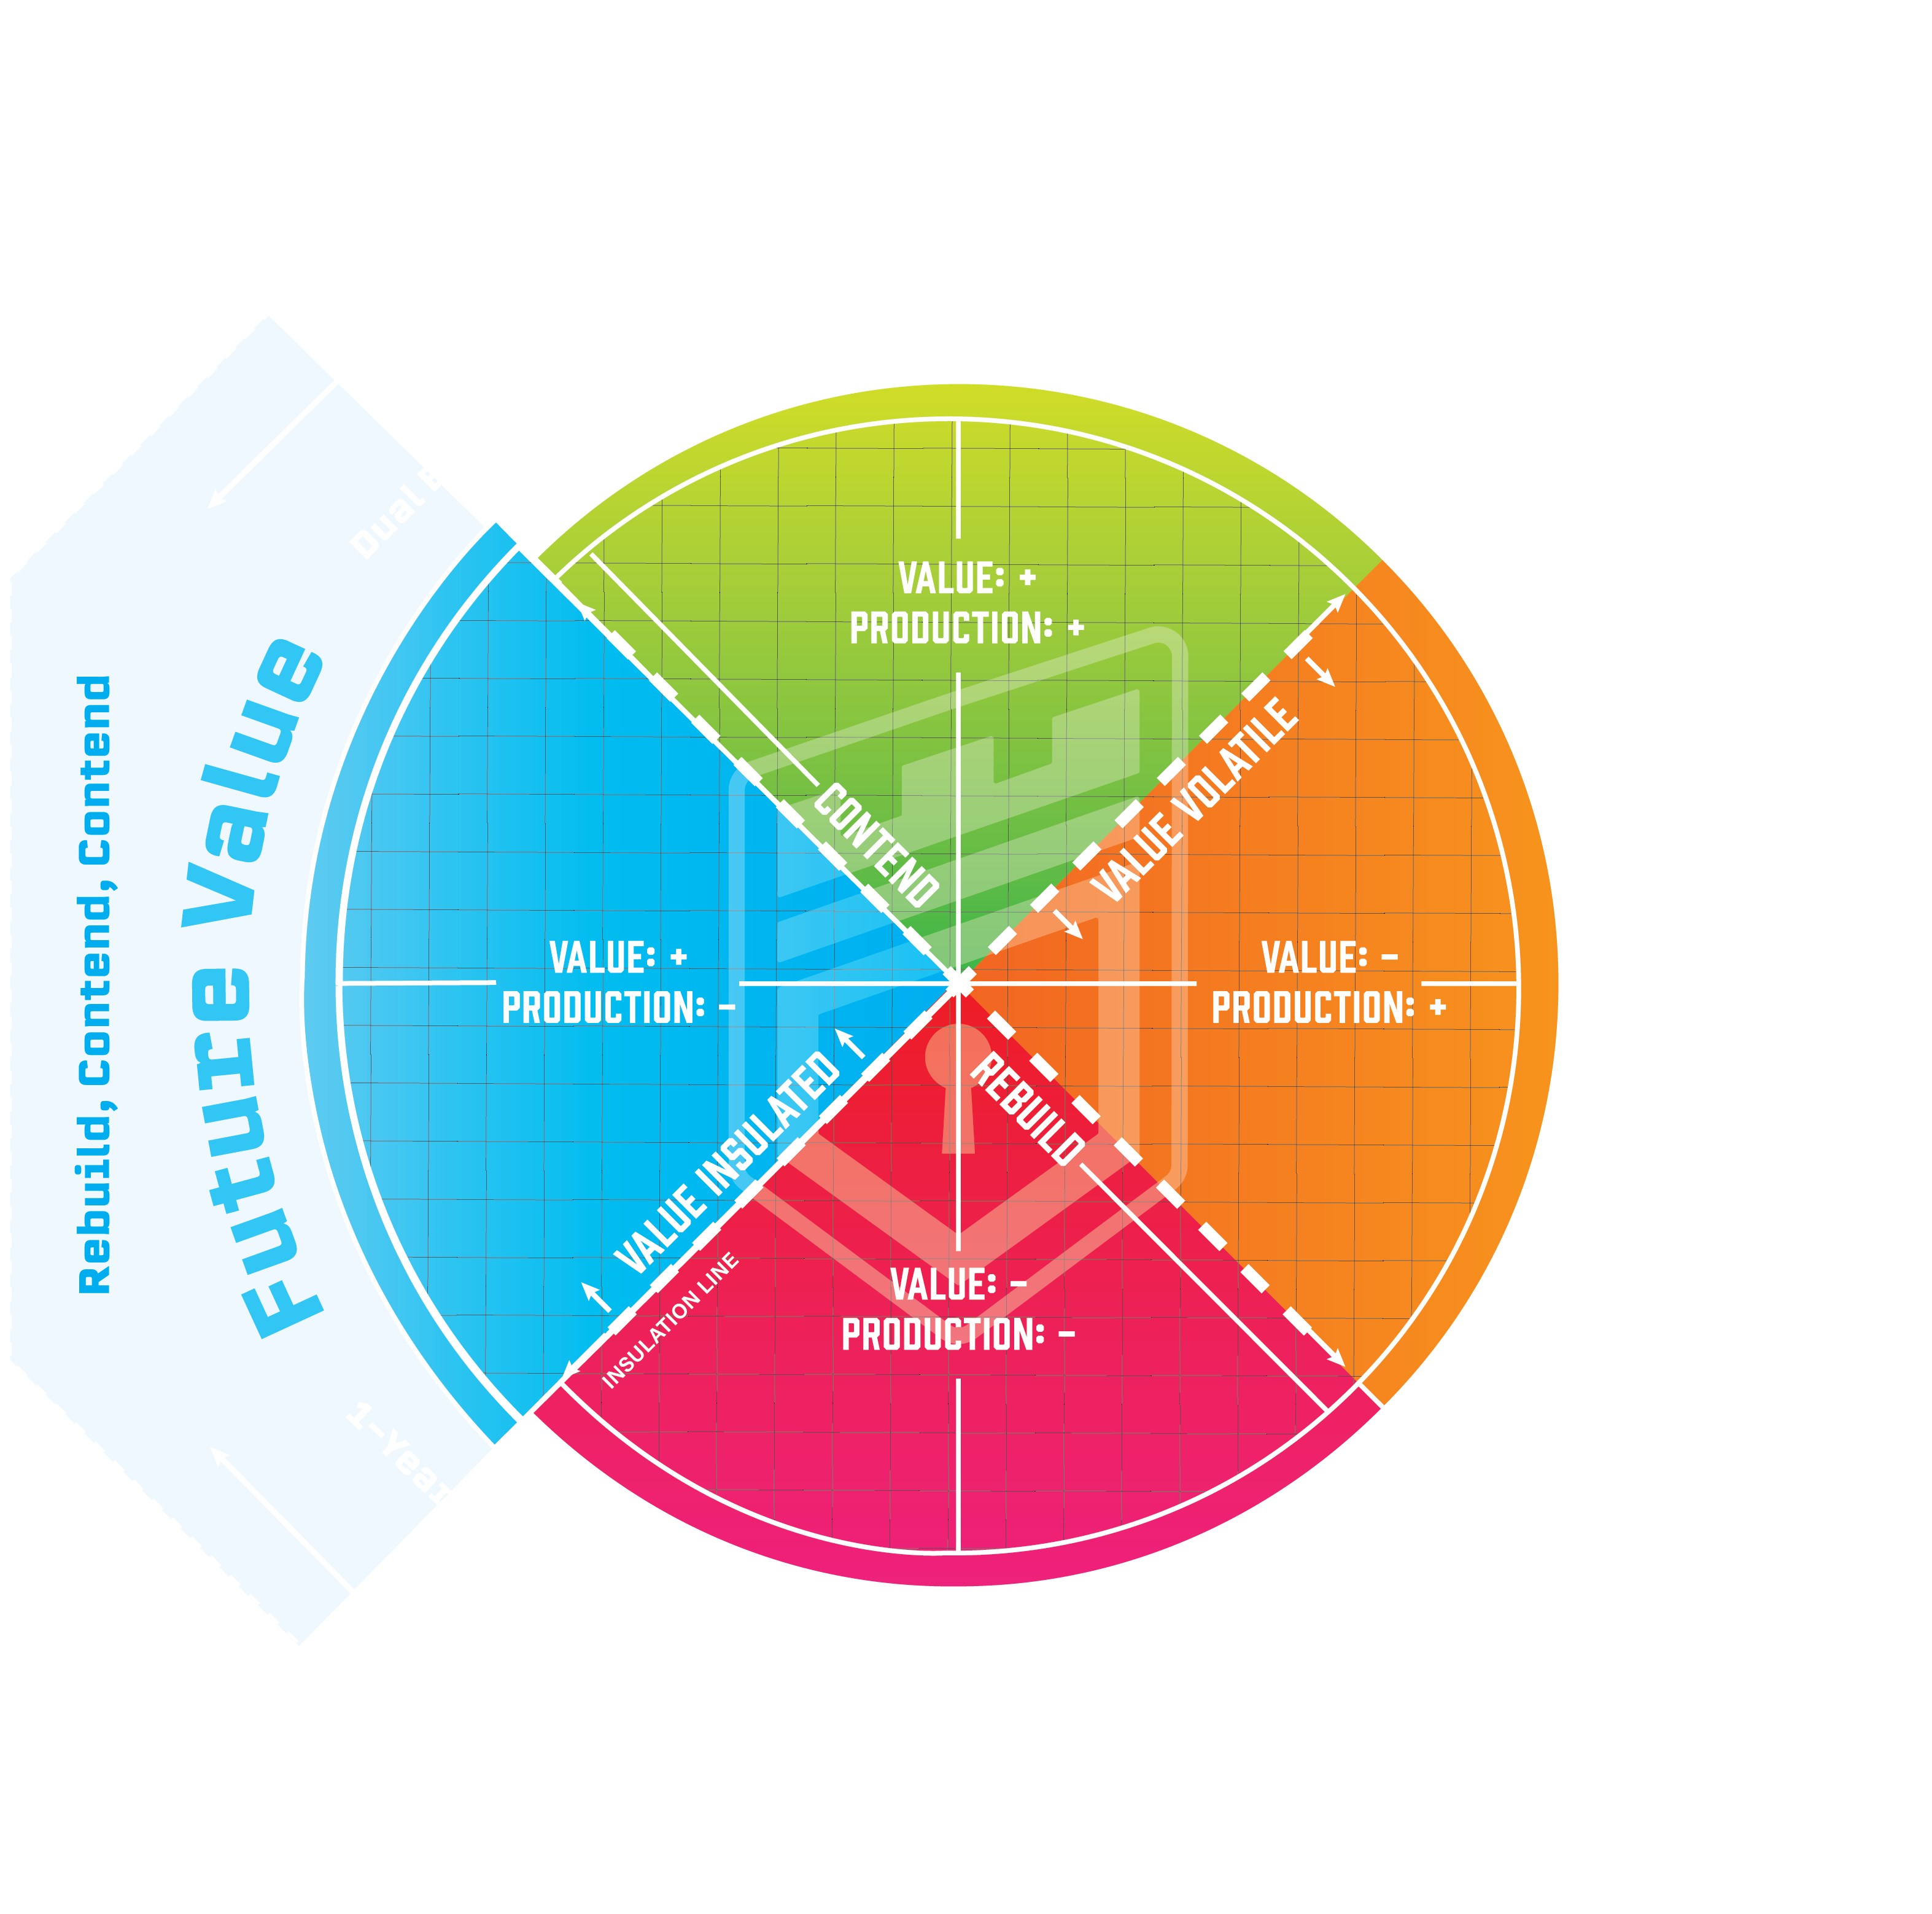 Rebuild, Contend, Contend
Future Value
Dual
1-Year
VALUE: +
PRODUCTION: +
CONTEND
VALUE VOLATILE
VALUE: +
PRODUCTION: –
VALUE: –
PRODUCTION: +
VALUE INSULATED
REBUILD
INSULATION LINE
VALUE: –
PRODUCTION: –